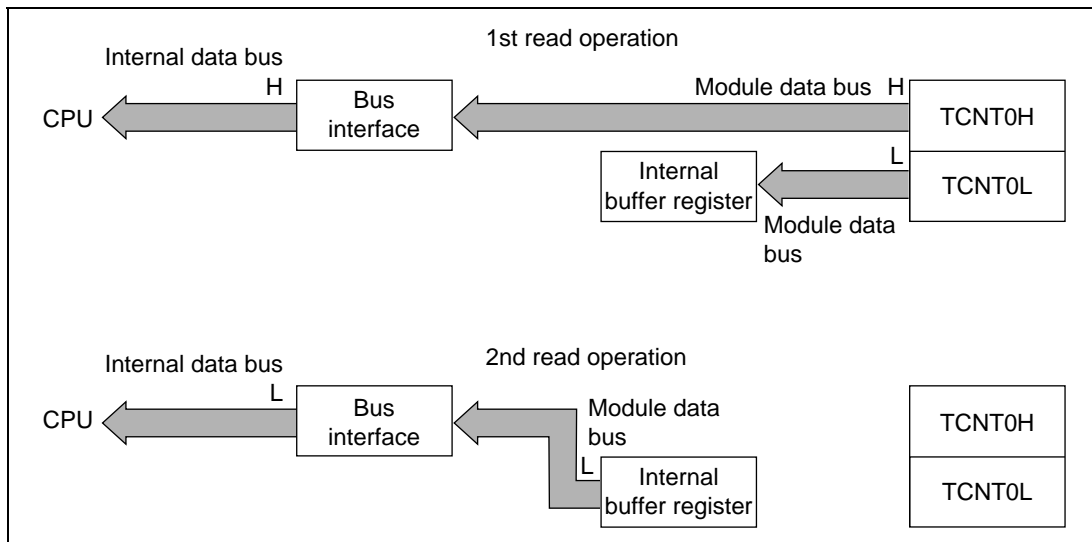 1st read operation
Internal data bus
H
Module data bus H
CPU
Bus
interface
TCNT0H
L
Internal
buffer register
TCNT0L
Module data
bus
2nd read operation
Internal data bus
L
CPU
Bus
interface
Module data
bus
TCNT0H
L
Internal
buffer register
TCNT0L